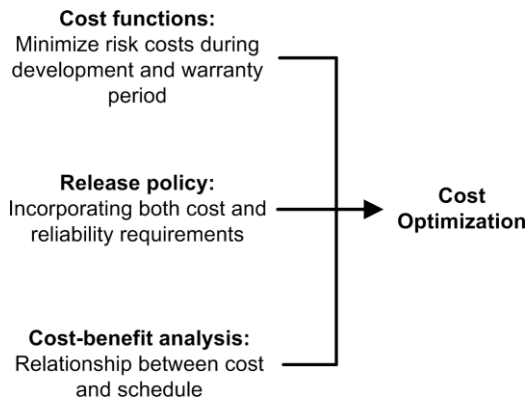 Cost functions:
Minimize risk costs during
development and warranty
period
Release policy:
Incorporating both cost and
reliability requirements
Cost
Optimization
Cost-benefit analysis:
Relationship between cost
and schedule